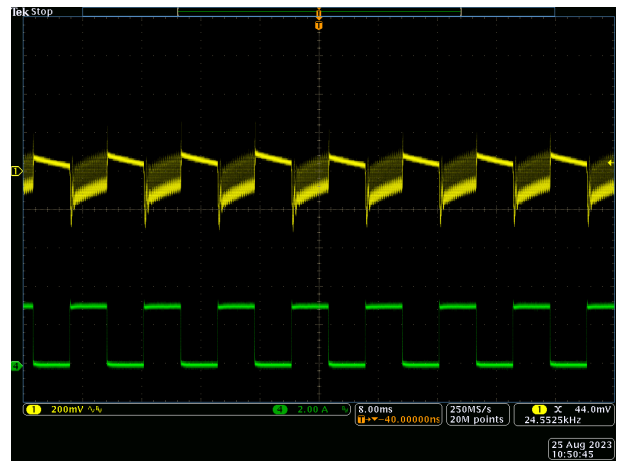 Tek Stop
T
T
1
4
1 200mV 4 2.00 A 8.00ms 250MS/s 1 X 44.0mV
T→▼-40.00000ns 20M points 24.5525kHz
25 Aug 2023
10:50:45